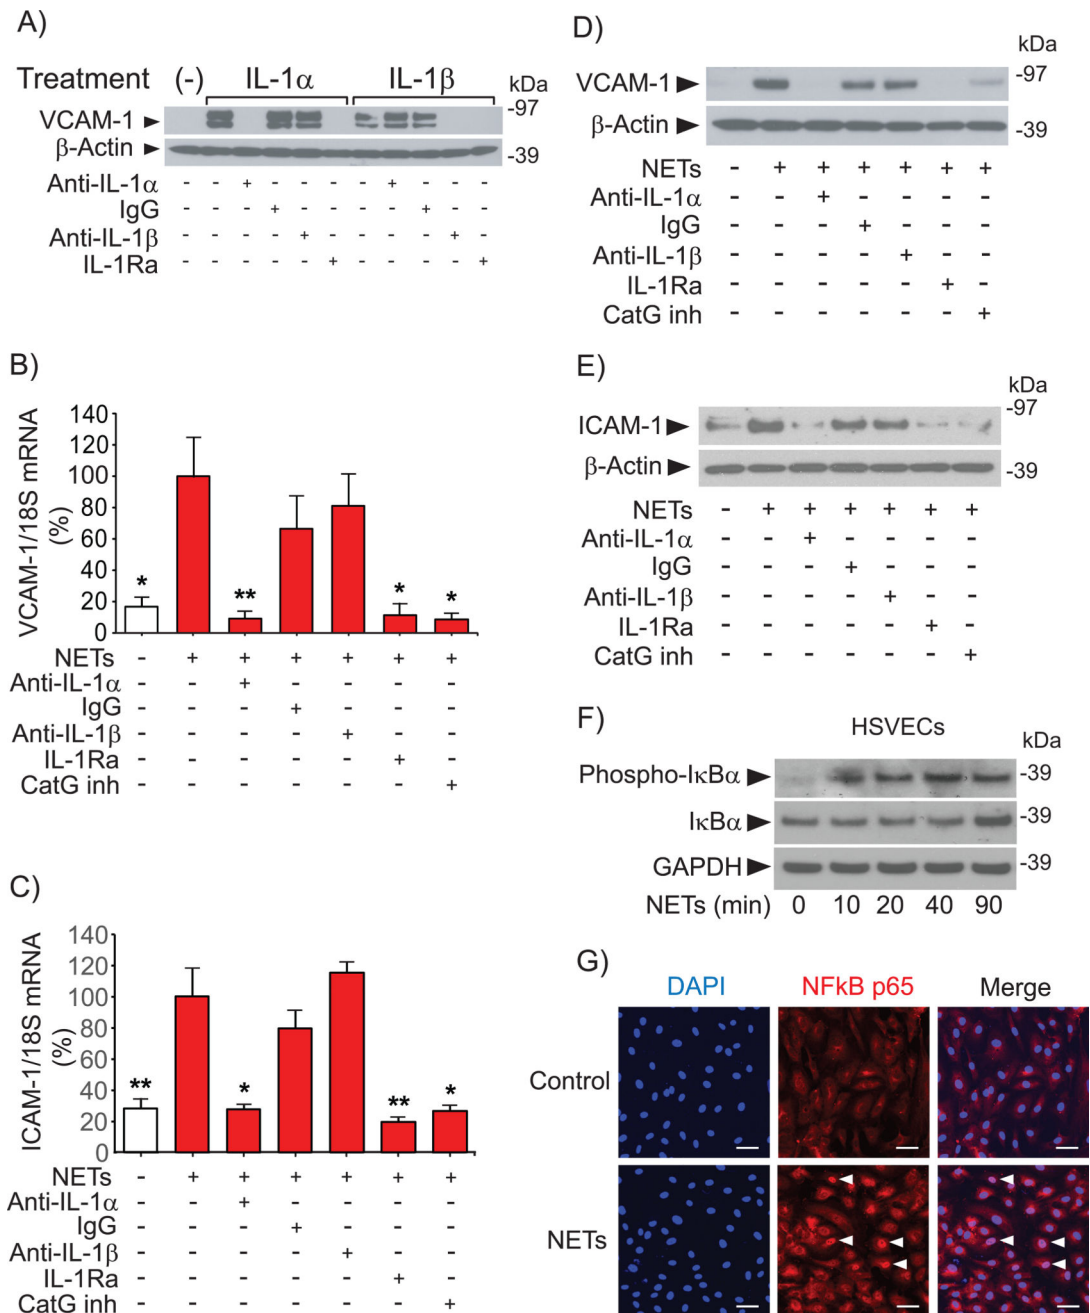 A)
Treatment (-) IL-1α IL-1β kDa
VCAM-1 -97
β-Actin -39
Anti-IL-1α - - + - - - - + - - -
IgG - - - + - - - - + - -
Anti-IL-1β - - - - + - - - - + -
IL-1Ra - - - - - + - - - - +
B)
VCAM-1/18S mRNA
(%)
140
120
100
80
60
40
20
0
* ** * *
NETs - + + + + + +
Anti-IL-1α - - + - - - -
IgG - - - + - - -
Anti-IL-1β - - - - + - -
IL-1Ra - - - - - + -
CatG inh - - - - - - +
C)
ICAM-1/18S mRNA
(%)
140
120
100
80
60
40
20
0
** * ** *
NETs - + + + + + +
Anti-IL-1α - - + - - - -
IgG - - - + - - -
Anti-IL-1β - - - - + - -
IL-1Ra - - - - - + -
CatG inh - - - - - - +
D)
kDa
VCAM-1 -97
β-Actin -39
NETs - + + + + + +
Anti-IL-1α - - + - - - -
IgG - - - + - - -
Anti-IL-1β - - - - + - -
IL-1Ra - - - - - + -
CatG inh - - - - - - +
E)
kDa
-97
ICAM-1
β-Actin -39
NETs - + + + + + +
Anti-IL-1α - - + - - - -
IgG - - - + - - -
Anti-IL-1β - - - - + - -
IL-1Ra - - - - - + -
CatG inh - - - - - - +
F)
HSVECs
kDa
Phospho-IκBα -39
IκBα -39
GAPDH -39
NETs (min) 0 10 20 40 90
G)
DAPI NFkB p65 Merge
Control
NETs